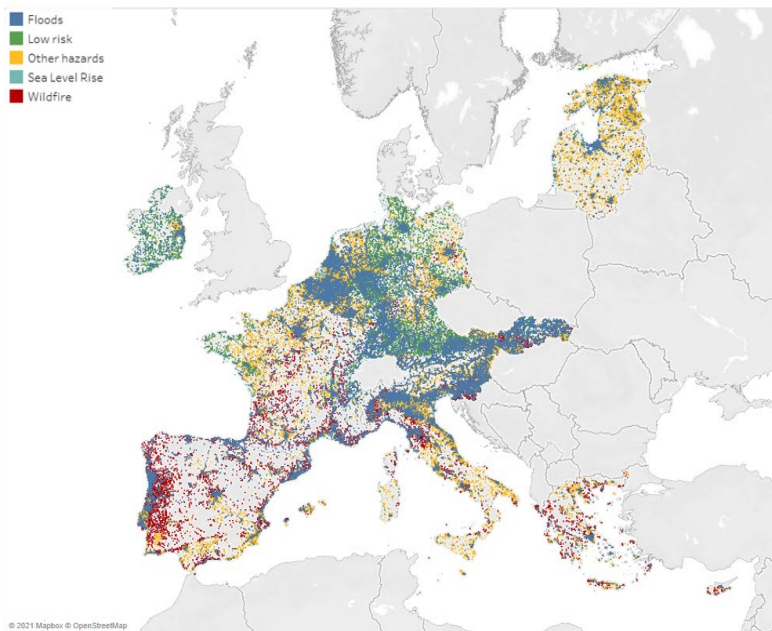 Floods
Low risk
Other hazards
Sea Level Rise
Wildfire
© 2021 Mapbox © OpenStreetMap